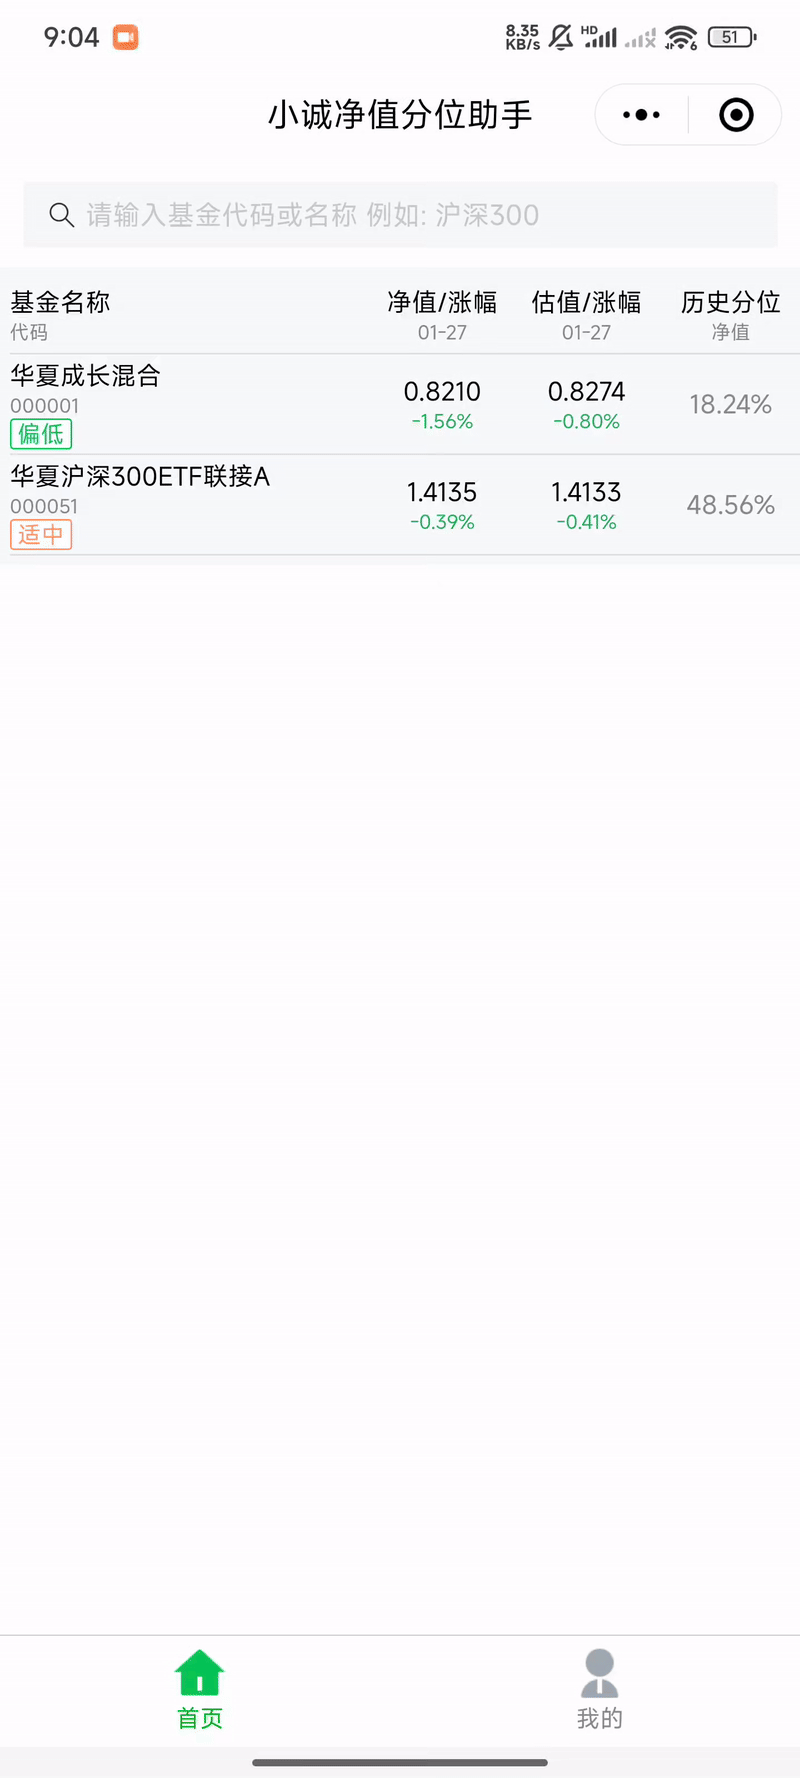 9:04 8.35 KB/s HD 6 51
小诚净值分位助手
请输入基金代码或名称 例如: 沪深300
基金名称 净值/涨幅 估值/涨幅 历史分位
代码 01-27 01-27 净值
华夏成长混合
000001
偏低
0.8210 0.8274 18.24%
-1.56% -0.80%
华夏沪深300ETF联接A
000051
适中
1.4135 1.4133 48.56%
-0.39% -0.41%
首页 我的